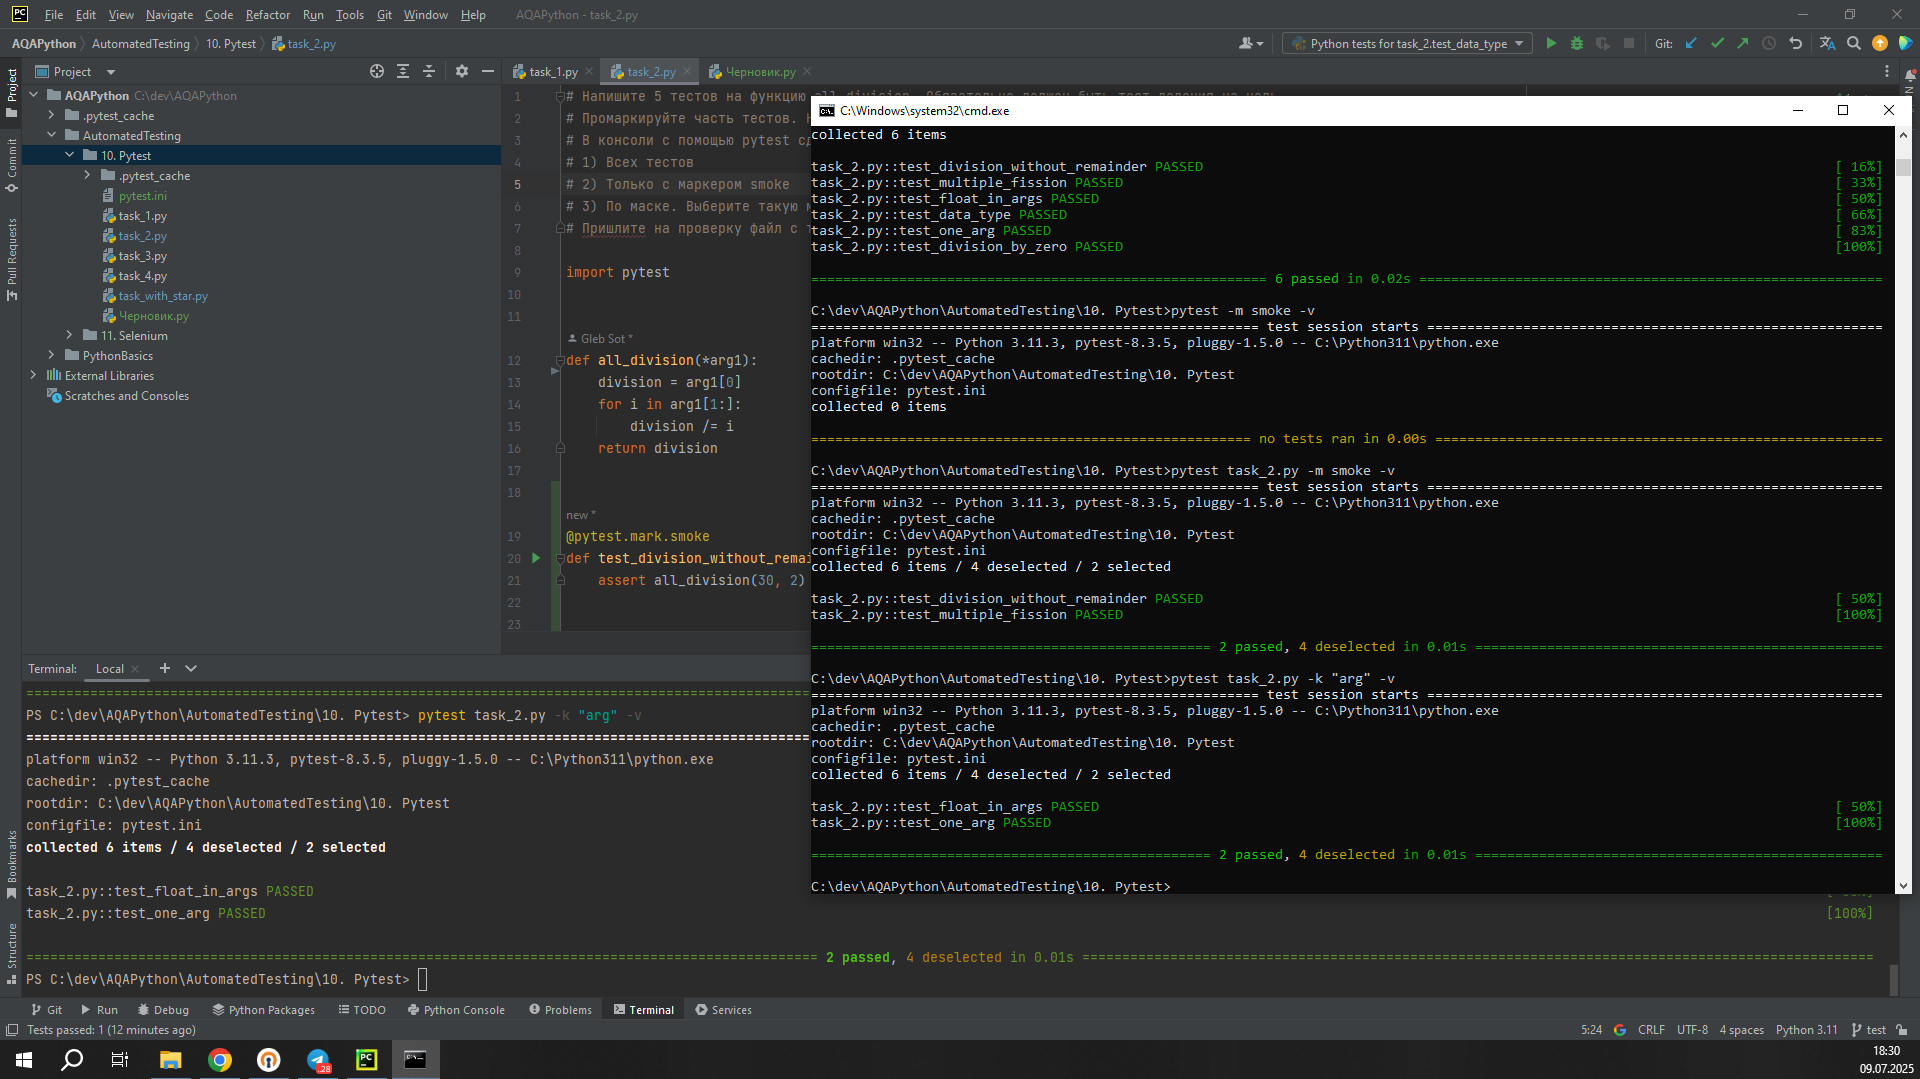 File Edit View Navigate Code Refactor Run Tools Git Window Help AQAPython - task_2.py
AQAPython AutomatedTesting 10. Pytest task_2.py
Python tests for task_2.test_data_type Git:
Project
Commit
Pull Requests
Bookmarks
Structure
Project
AQAPython C:\dev\AQAPython
.pytest_cache
AutomatedTesting
10. Pytest
.pytest_cache
pytest.ini
task_1.py
task_2.py
task_3.py
task_4.py
task_with_star.py
Черновик.py
11. Selenium
PythonBasics
External Libraries
Scratches and Consoles
task_1.py task_2.py Черновик.py
1 # Напишите 5 тестов на функцию
2 # Промаркируйте часть тестов.
3 # В консоли с помощью pytest
4 # 1) Всех тестов
5 # 2) Только с маркером smoke
6 # 3) По маске. Выберите такую
7 # Пришлите на проверку файл с
8
9 import pytest
10
11
Gleb Sot *
12 def all_division(*arg1):
13 division = arg1[0]
14 for i in arg1[1:]:
15 division /= i
16 return division
17
18
new *
19 @pytest.mark.smoke
20 def test_division_without_remai
21 assert all_division(30, 2)
22
23
C:\Windows\system32\cmd.exe
collected 6 items
task_2.py::test_division_without_remainder PASSED [ 16%]
task_2.py::test_multiple_fission PASSED [ 33%]
task_2.py::test_float_in_args PASSED [ 50%]
task_2.py::test_data_type PASSED [ 66%]
task_2.py::test_one_arg PASSED [ 83%]
task_2.py::test_division_by_zero PASSED [100%]
6 passed in 0.02s
C:\dev\AQAPython\AutomatedTesting\10. Pytest>pytest -m smoke -v
test session starts
platform win32 -- Python 3.11.3, pytest-8.3.5, pluggy-1.5.0 -- C:\Python311\python.exe
cachedir: .pytest_cache
rootdir: C:\dev\AQAPython\AutomatedTesting\10. Pytest
configfile: pytest.ini
collected 0 items
no tests ran in 0.00s
C:\dev\AQAPython\AutomatedTesting\10. Pytest>pytest task_2.py -m smoke -v
test session starts
platform win32 -- Python 3.11.3, pytest-8.3.5, pluggy-1.5.0 -- C:\Python311\python.exe
cachedir: .pytest_cache
rootdir: C:\dev\AQAPython\AutomatedTesting\10. Pytest
configfile: pytest.ini
collected 6 items / 4 deselected / 2 selected
task_2.py::test_division_without_remainder PASSED [ 50%]
task_2.py::test_multiple_fission PASSED [100%]
2 passed, 4 deselected in 0.01s
C:\dev\AQAPython\AutomatedTesting\10. Pytest>pytest task_2.py -k "arg" -v
test session starts
platform win32 -- Python 3.11.3, pytest-8.3.5, pluggy-1.5.0 -- C:\Python311\python.exe
cachedir: .pytest_cache
rootdir: C:\dev\AQAPython\AutomatedTesting\10. Pytest
configfile: pytest.ini
collected 6 items / 4 deselected / 2 selected
task_2.py::test_float_in_args PASSED [ 50%]
task_2.py::test_one_arg PASSED [100%]
2 passed, 4 deselected in 0.01s
C:\dev\AQAPython\AutomatedTesting\10. Pytest>
Terminal: Local
PS C:\dev\AQAPython\AutomatedTesting\10. Pytest> pytest task_2.py -k "arg" -v
platform win32 -- Python 3.11.3, pytest-8.3.5, pluggy-1.5.0 -- C:\Python311\python.exe
cachedir: .pytest_cache
rootdir: C:\dev\AQAPython\AutomatedTesting\10. Pytest
configfile: pytest.ini
collected 6 items / 4 deselected / 2 selected
task_2.py::test_float_in_args PASSED
task_2.py::test_one_arg PASSED [100%]
2 passed, 4 deselected in 0.01s
PS C:\dev\AQAPython\AutomatedTesting\10. Pytest>
Git Run Debug Python Packages TODO Python Console Problems Terminal Services
Tests passed: 1 (12 minutes ago) 5:24 CRLF UTF-8 4 spaces Python 3.11 test
28
18:30
09.07.2025